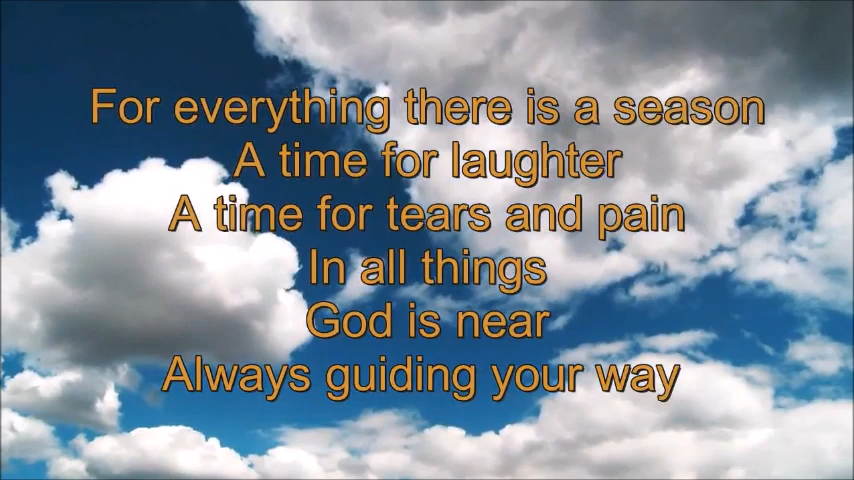 For everything there is a season
A time for laughter
A time for tears and pain
In all things
God is near
Always guiding your way